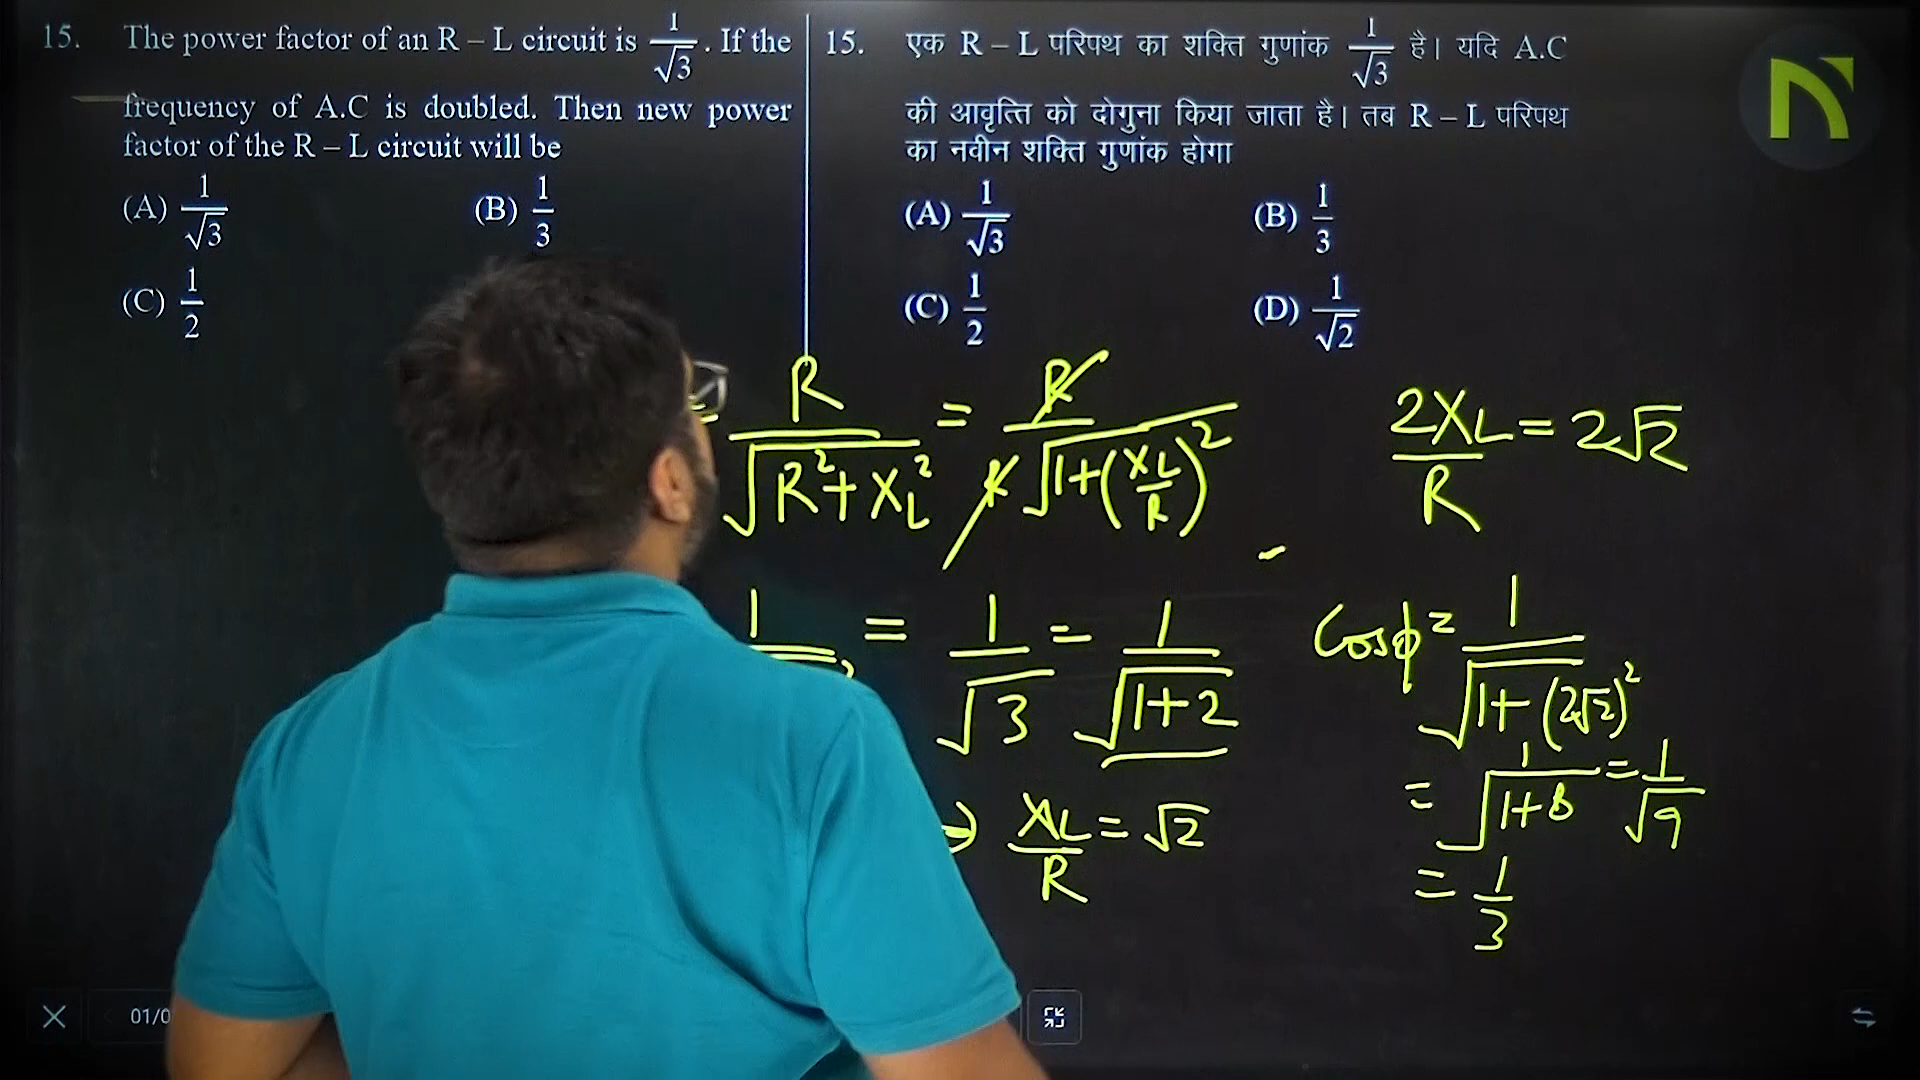 15. The power factor of an R – L circuit is 1/√3. If the
frequency of A.C is doubled. Then new power
factor of the R – L circuit will be
(A) 1/√3 (B) 1/3
(C) 1/2
15. एक R – L परिपथ का शक्ति गुणांक 1/√3 है। यदि A.C
की आवृत्ति को दोगुना किया जाता है। तब R – L परिपथ
का नवीन शक्ति गुणांक होगा
(A) 1/√3 (B) 1/3
(C) 1/2 (D) 1/√2
= R/√(R²+X_L²) = R/(R√(1+(X_L/R)²))
1 = 1/√3 = 1/√(1+2)
⇒ X_L/R = √2
2X_L/R = 2√2
Cosϕ = 1/√(1+(2√2)²)
= 1/√(1+8) = 1/√9
= 1/3
01/0